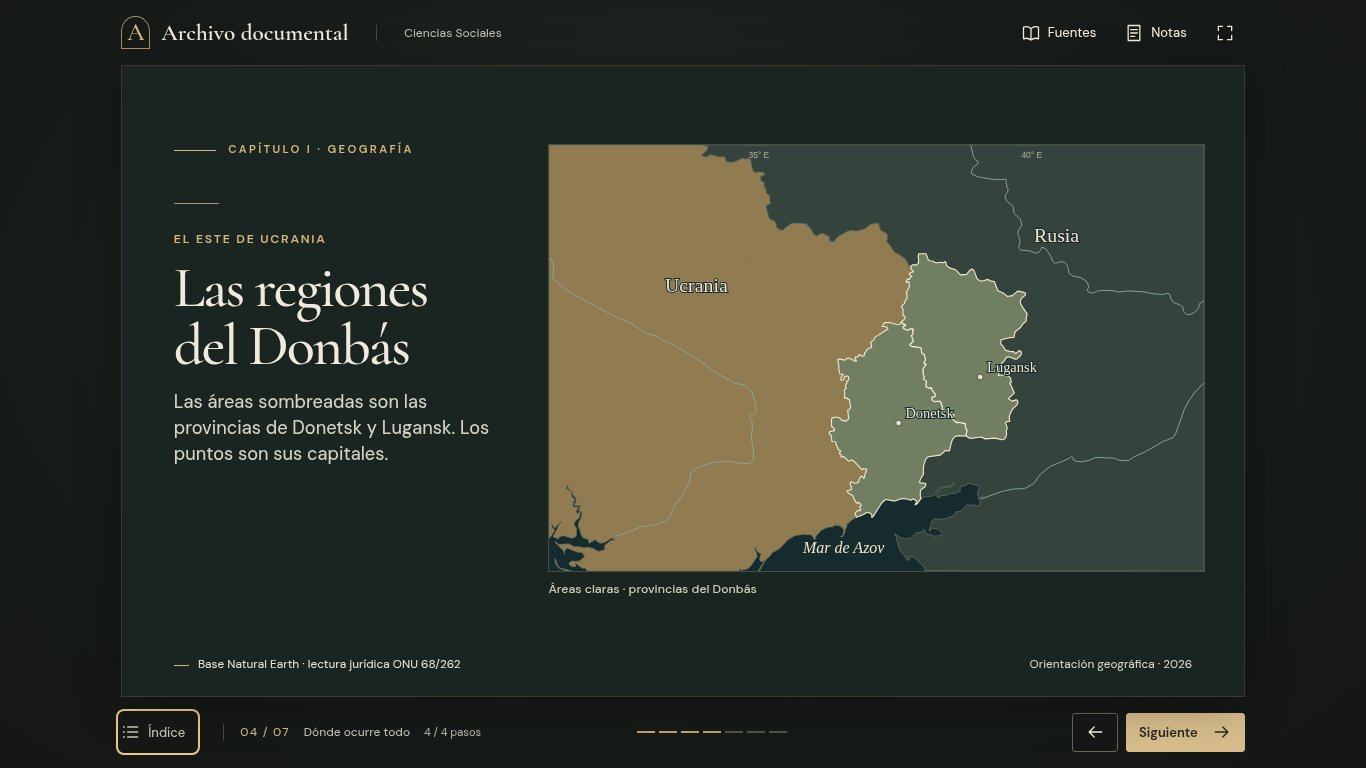 A Archivo documental
Ciencias Sociales
Fuentes
Notas
CAPÍTULO I · GEOGRAFÍA
EL ESTE DE UCRANIA
Las regiones
del Donbás
Las áreas sombreadas son las
provincias de Donetsk y Lugansk. Los
puntos son sus capitales.
35° E
40° E
Rusia
Ucrania
Lugansk
Donetsk
Mar de Azov
Áreas claras · provincias del Donbás
Base Natural Earth · lectura jurídica ONU 68/262
Orientación geográfica · 2026
Índice
04 / 07
Dónde ocurre todo
4 / 4 pasos
Siguiente